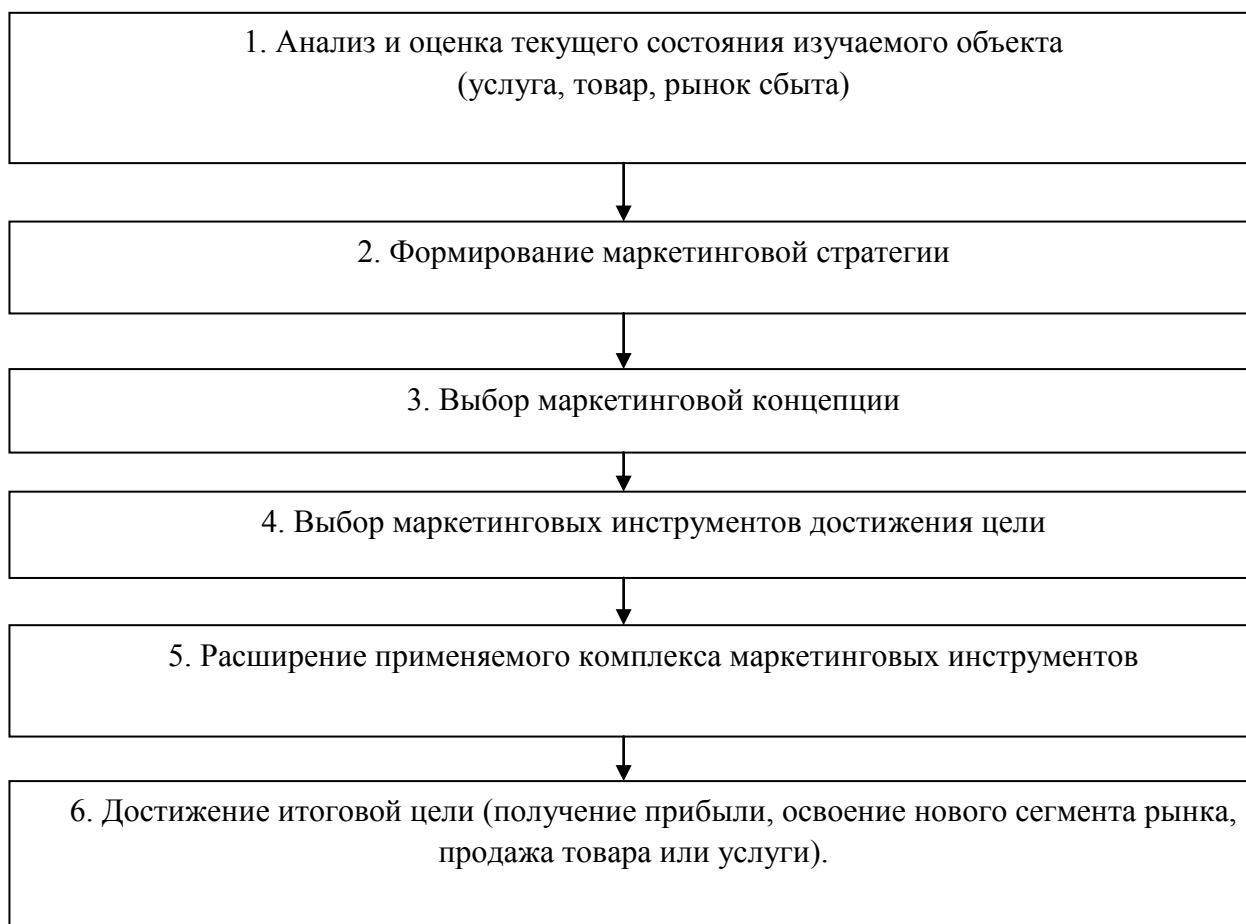 1. Анализ и оценка текущего состояния изучаемого объекта
(услуга, товар, рынок сбыта)
2. Формирование маркетинговой стратегии
3. Выбор маркетинговой концепции
4. Выбор маркетинговых инструментов достижения цели
5. Расширение применяемого комплекса маркетинговых инструментов
6. Достижение итоговой цели (получение прибыли, освоение нового сегмента рынка,
продажа товара или услуги).